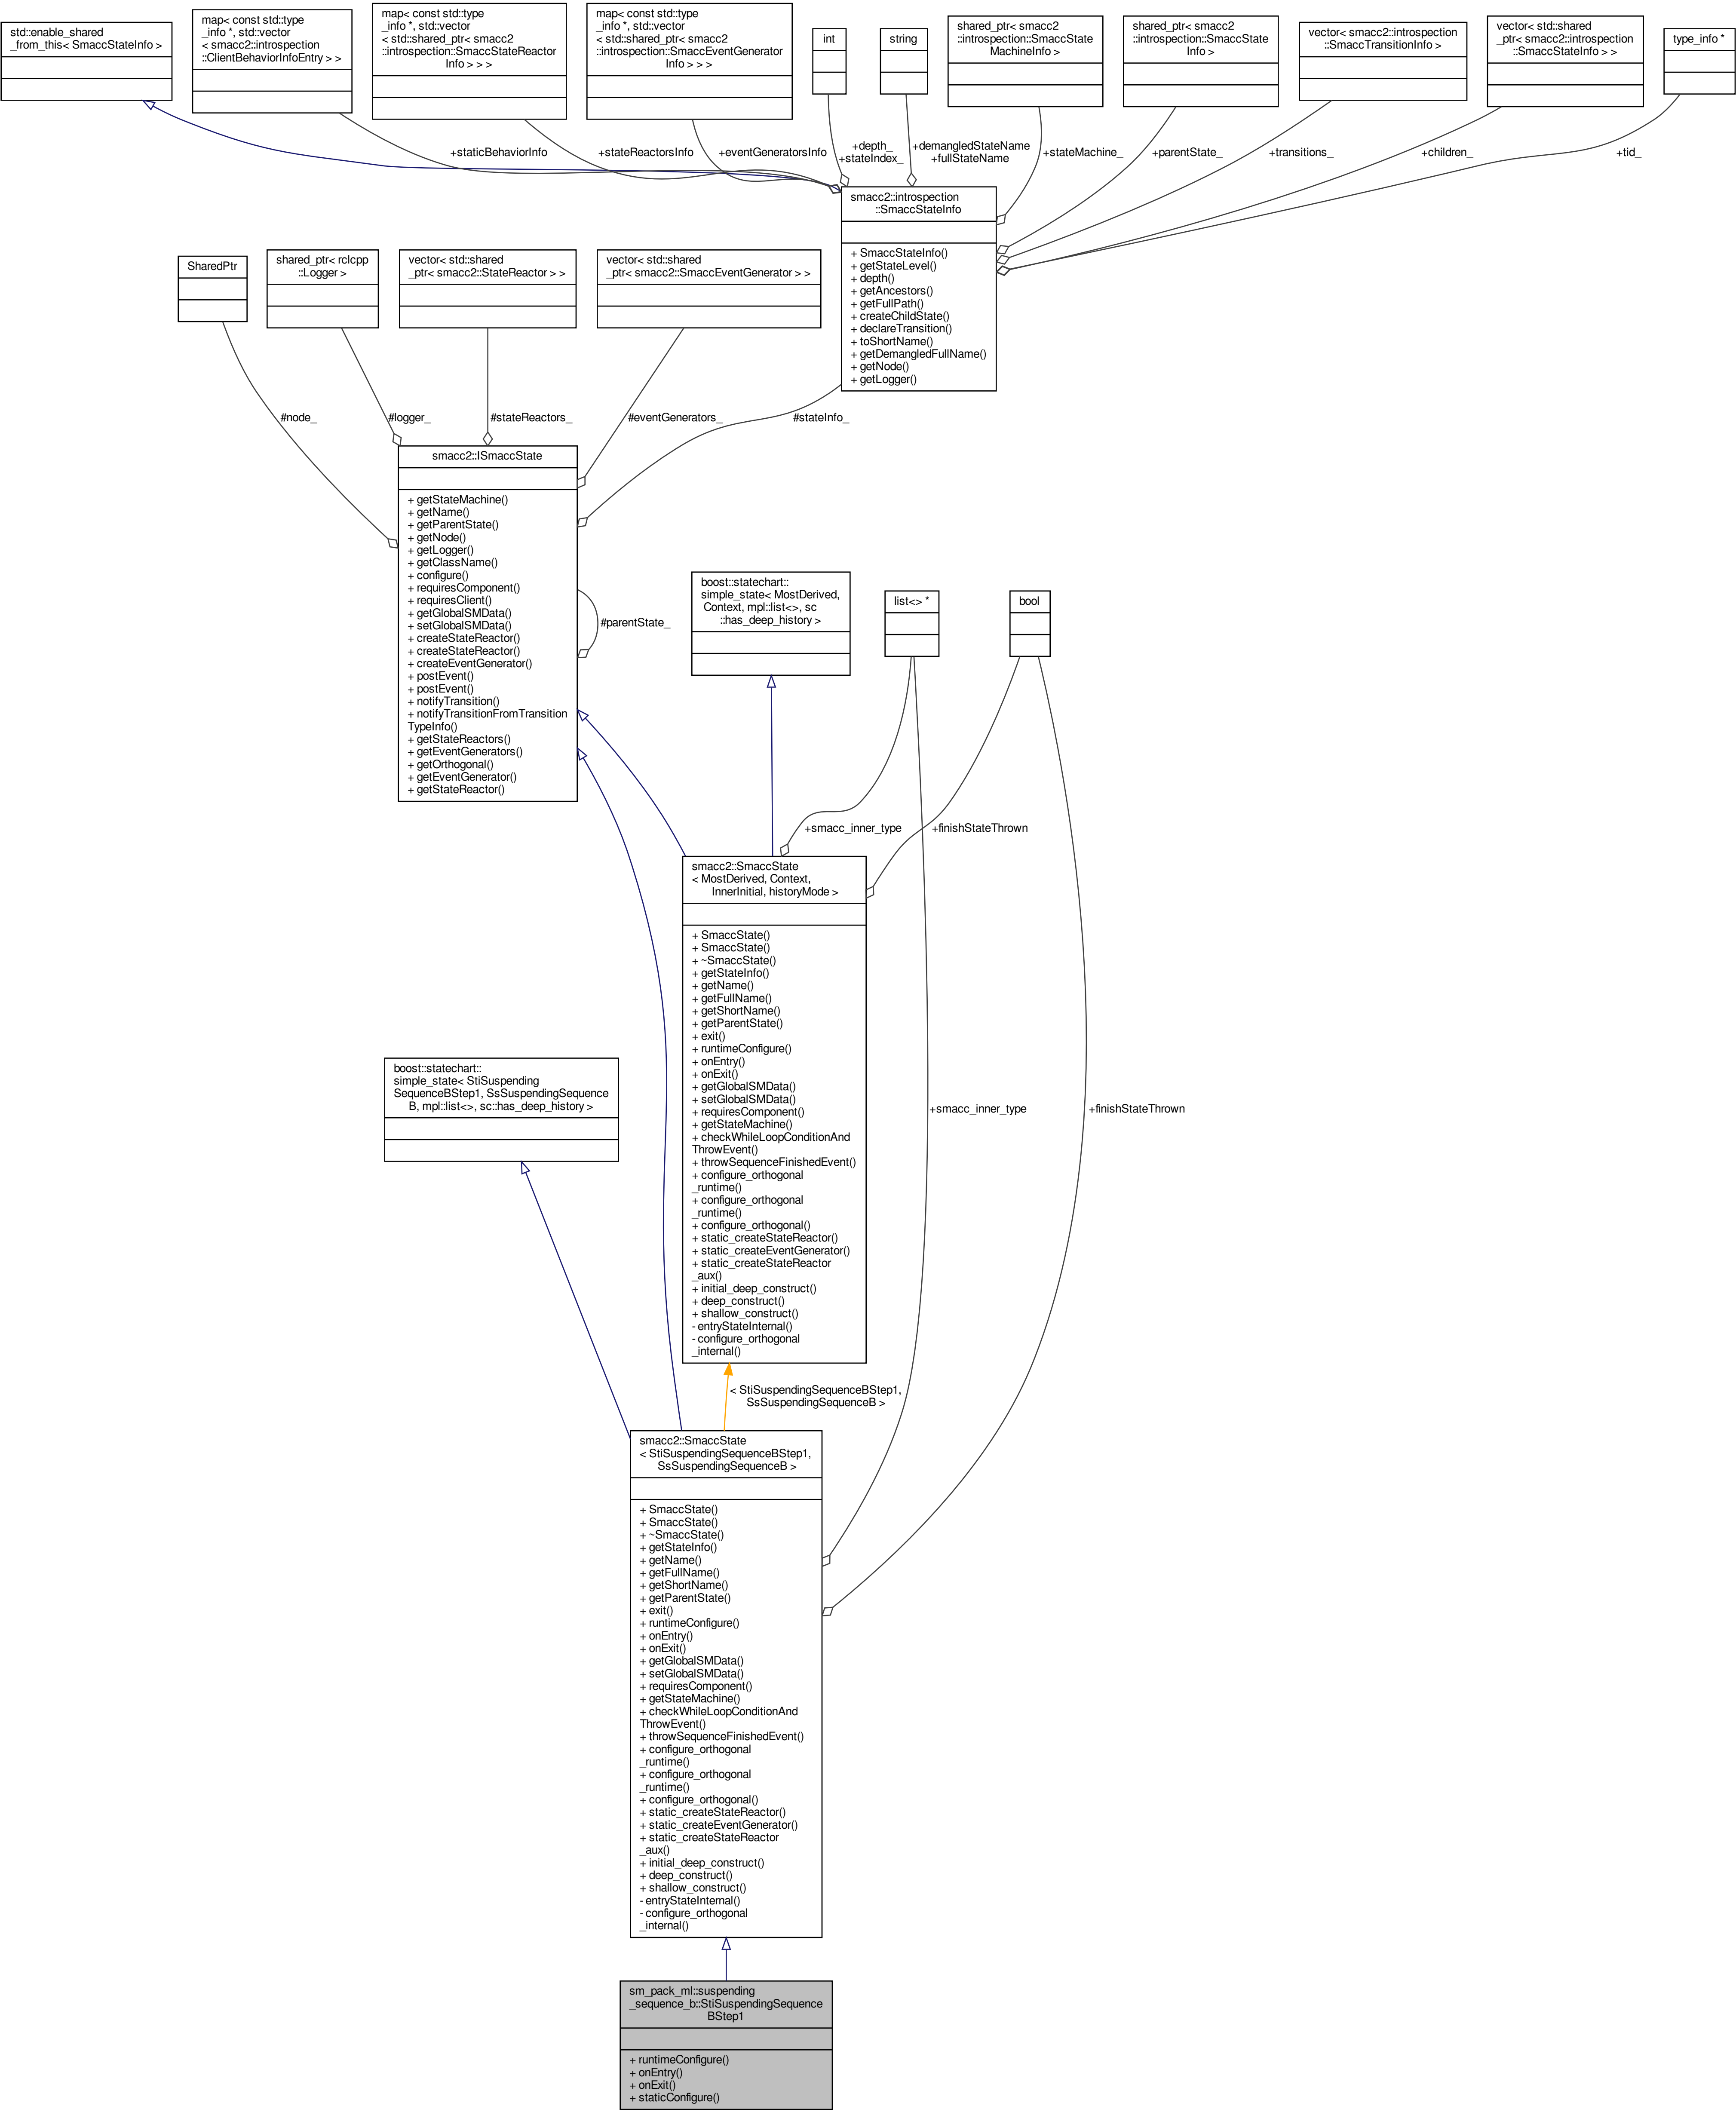 std::enable_shared
_from_this< SmaccStateInfo >
map< const std::type
_info *, std::vector
< smacc2::introspection
::ClientBehaviorInfoEntry > >
map< const std::type
_info *, std::vector
< std::shared_ptr< smacc2
::introspection::SmaccStateReactor
Info > > >
map< const std::type
_info *, std::vector
< std::shared_ptr< smacc2
::introspection::SmaccEventGenerator
Info > > >
int
string
shared_ptr< smacc2
::introspection::SmaccState
MachineInfo >
shared_ptr< smacc2
::introspection::SmaccState
Info >
vector< smacc2::introspection
::SmaccTransitionInfo >
vector< std::shared
_ptr< smacc2::introspection
::SmaccStateInfo > >
type_info *
+staticBehaviorInfo
+stateReactorsInfo
+eventGeneratorsInfo
+depth_
+stateIndex_
+demangledStateName
+fullStateName
+stateMachine_
+parentState_
+transitions_
+children_
+tid_
smacc2::introspection
::SmaccStateInfo
+ SmaccStateInfo()
+ getStateLevel()
+ depth()
+ getAncestors()
+ getFullPath()
+ createChildState()
+ declareTransition()
+ toShortName()
+ getDemangledFullName()
+ getNode()
+ getLogger()
SharedPtr
shared_ptr< rclcpp
::Logger >
vector< std::shared
_ptr< smacc2::StateReactor > >
vector< std::shared
_ptr< smacc2::SmaccEventGenerator > >
#node_
#logger_
#stateReactors_
#eventGenerators_
#stateInfo_
smacc2::ISmaccState
+ getStateMachine()
+ getName()
+ getParentState()
+ getNode()
+ getLogger()
+ getClassName()
+ configure()
+ requiresComponent()
+ requiresClient()
+ getGlobalSMData()
+ setGlobalSMData()
+ createStateReactor()
+ createStateReactor()
+ createEventGenerator()
+ postEvent()
+ postEvent()
+ notifyTransition()
+ notifyTransitionFromTransition
TypeInfo()
+ getStateReactors()
+ getEventGenerators()
+ getOrthogonal()
+ getEventGenerator()
+ getStateReactor()
#parentState_
boost::statechart::
simple_state< MostDerived,
Context, mpl::list<>, sc
::has_deep_history >
list<> *
bool
+smacc_inner_type
+finishStateThrown
smacc2::SmaccState
< MostDerived, Context,
InnerInitial, historyMode >
+ SmaccState()
+ SmaccState()
+ ~SmaccState()
+ getStateInfo()
+ getName()
+ getFullName()
+ getShortName()
+ getParentState()
+ exit()
+ runtimeConfigure()
+ onEntry()
+ onExit()
+ getGlobalSMData()
+ setGlobalSMData()
+ requiresComponent()
+ getStateMachine()
+ checkWhileLoopConditionAnd
ThrowEvent()
+ throwSequenceFinishedEvent()
+ configure_orthogonal
_runtime()
+ configure_orthogonal
_runtime()
+ configure_orthogonal()
+ static_createStateReactor()
+ static_createEventGenerator()
+ static_createStateReactor
_aux()
+ initial_deep_construct()
+ deep_construct()
+ shallow_construct()
- entryStateInternal()
- configure_orthogonal
_internal()
boost::statechart::
simple_state< StiSuspending
SequenceBStep1, SsSuspendingSequence
B, mpl::list<>, sc::has_deep_history >
+smacc_inner_type
+finishStateThrown
< StiSuspendingSequenceBStep1,
SsSuspendingSequenceB >
smacc2::SmaccState
< StiSuspendingSequenceBStep1,
SsSuspendingSequenceB >
+ SmaccState()
+ SmaccState()
+ ~SmaccState()
+ getStateInfo()
+ getName()
+ getFullName()
+ getShortName()
+ getParentState()
+ exit()
+ runtimeConfigure()
+ onEntry()
+ onExit()
+ getGlobalSMData()
+ setGlobalSMData()
+ requiresComponent()
+ getStateMachine()
+ checkWhileLoopConditionAnd
ThrowEvent()
+ throwSequenceFinishedEvent()
+ configure_orthogonal
_runtime()
+ configure_orthogonal
_runtime()
+ configure_orthogonal()
+ static_createStateReactor()
+ static_createEventGenerator()
+ static_createStateReactor
_aux()
+ initial_deep_construct()
+ deep_construct()
+ shallow_construct()
- entryStateInternal()
- configure_orthogonal
_internal()
sm_pack_ml::suspending
_sequence_b::StiSuspendingSequence
BStep1
+ runtimeConfigure()
+ onEntry()
+ onExit()
+ staticConfigure()